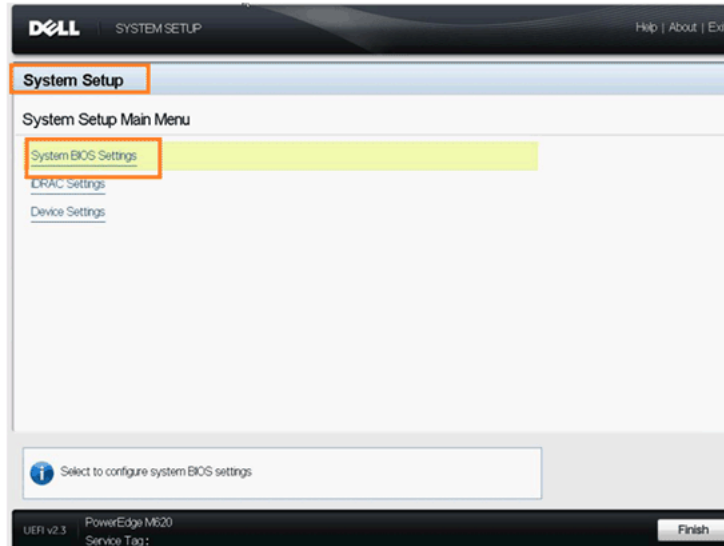 DELL SYSTEM SETUP Help | About | Exi
System Setup
System Setup Main Menu
System BIOS Settings
iDRAC Settings
Device Settings
Select to configure system BIOS settings
UEFI v2.3 PowerEdge M620
Service Tag :
Finish